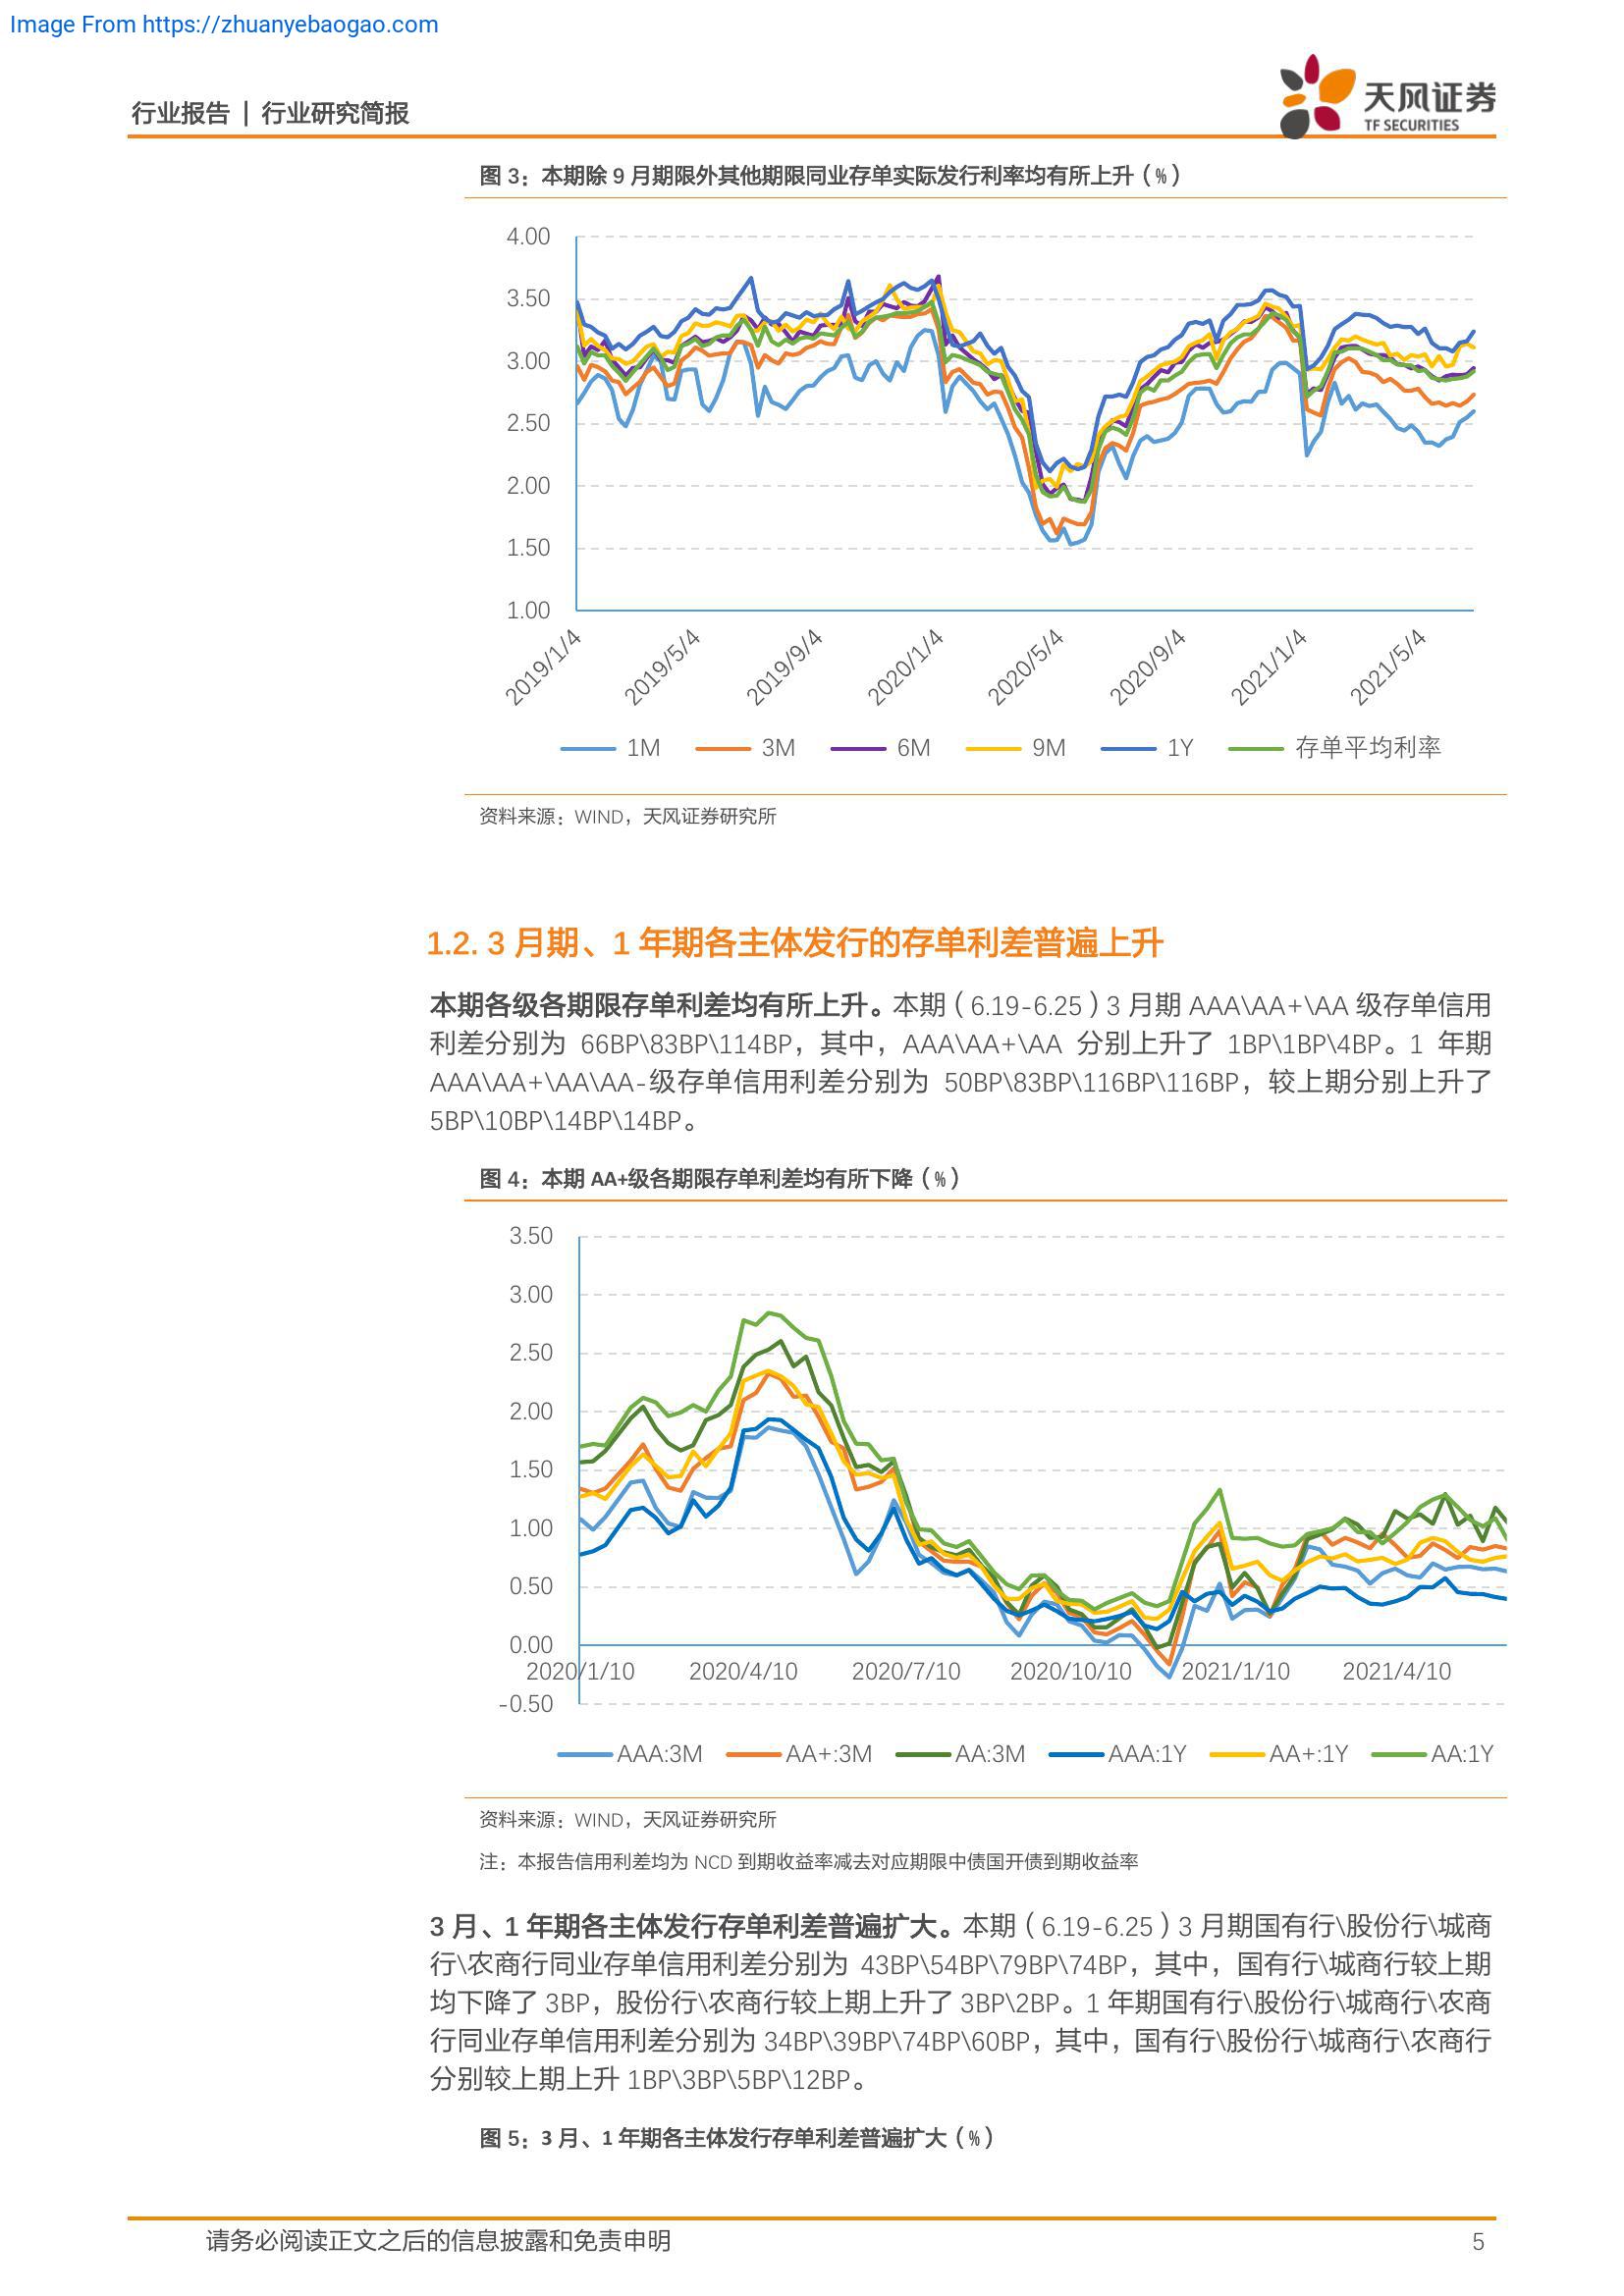 Image From https://zhuanyebaogao.com
行业报告 | 行业研究简报
天风证券
TF SECURITIES
图 3：本期除 9 月期限外其他期限同业存单实际发行利率均有所上升（%）
4.00
3.50
3.00
2.50
2.00
1.50
1.00
2019/1/4 2019/5/4 2019/9/4 2020/1/4 2020/5/4 2020/9/4 2021/1/4 2021/5/4
1M 3M 6M 9M 1Y 存单平均利率
资料来源：WIND，天风证券研究所
1.2. 3 月期、1 年期各主体发行的存单利差普遍上升
本期各级各期限存单利差均有所上升。本期（6.19-6.25）3 月期 AAA\AA+\AA 级存单信用
利差分别为 66BP\83BP\114BP，其中，AAA\AA+\AA 分别上升了 1BP\1BP\4BP。1 年期
AAA\AA+\AA\AA-级存单信用利差分别为 50BP\83BP\116BP\116BP，较上期分别上升了
5BP\10BP\14BP\14BP。
图 4：本期 AA+级各期限存单利差均有所下降（%）
3.50
3.00
2.50
2.00
1.50
1.00
0.50
0.00
2020/1/10 2020/4/10 2020/7/10 2020/10/10 2021/1/10 2021/4/10
-0.50
AAA:3M AA+:3M AA:3M AAA:1Y AA+:1Y AA:1Y
资料来源：WIND，天风证券研究所
注：本报告信用利差均为 NCD 到期收益率减去对应期限中债国开债到期收益率
3 月、1 年期各主体发行存单利差普遍扩大。本期（6.19-6.25）3 月期国有行\股份行\城商
行\农商行同业存单信用利差分别为 43BP\54BP\79BP\74BP，其中，国有行\城商行较上期
均下降了 3BP，股份行\农商行较上期上升了 3BP\2BP。1 年期国有行\股份行\城商行\农商
行同业存单信用利差分别为 34BP\39BP\74BP\60BP，其中，国有行\股份行\城商行\农商行
分别较上期上升 1BP\3BP\5BP\12BP。
图 5：3 月、1 年期各主体发行存单利差普遍扩大（%）
请务必阅读正文之后的信息披露和免责申明
5